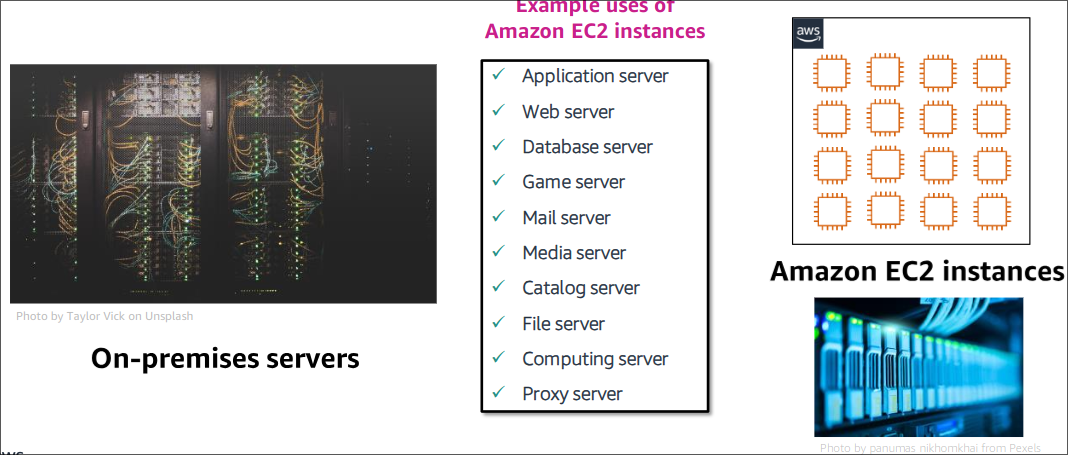 Example uses of
Amazon EC2 instances
Application server
Web server
Database server
Game server
Mail server
Media server
Catalog server
File server
Computing server
Proxy server
Photo by Taylor Vick on Unsplash
On-premises servers
aws
Amazon EC2 instances
Photo by panumas nikhomkhai from Pexels